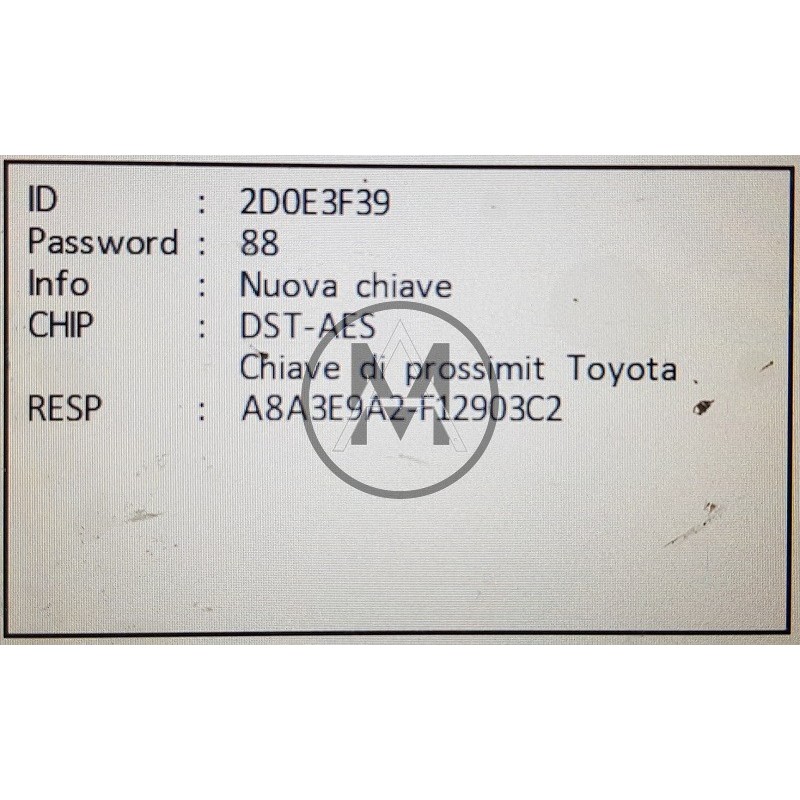 ID : 2D0E3F39
Password : 88
Info : Nuova chiave
CHIP : DST-AES
Chiave di prossimit Toyota
RESP : A8A3E9A2-F12903C2